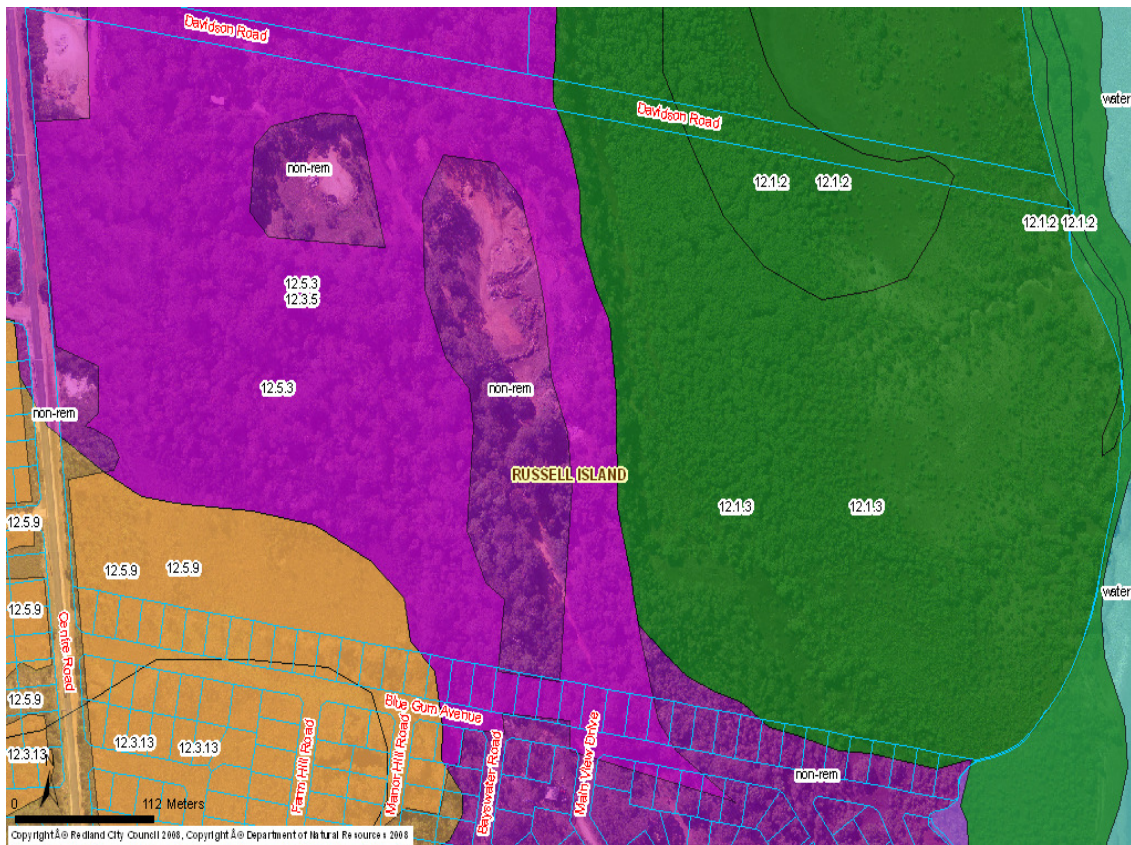 Davidson Road
Davidson Road
water
non-rem
12.1.2 12.1.2
12.1.2 12.1.2
12.5.3
12.3.5
12.5.3
non-rem
non-rem
RUSSELL ISLAND
12.1.3 12.1.3
12.5.9
12.5.9 12.5.9
water
12.5.9
Centre Road
12.5.9
Blue Gum Avenue
12.3.13 12.3.13
12.3.13
Farm Hill Road
Manor Hill Road
Bayswater Road
Main View Drive
non-rem
0 112 Meters
Copyright Â© Redland City Council 2008, Copyright Â© Department of Natural Resources 2008